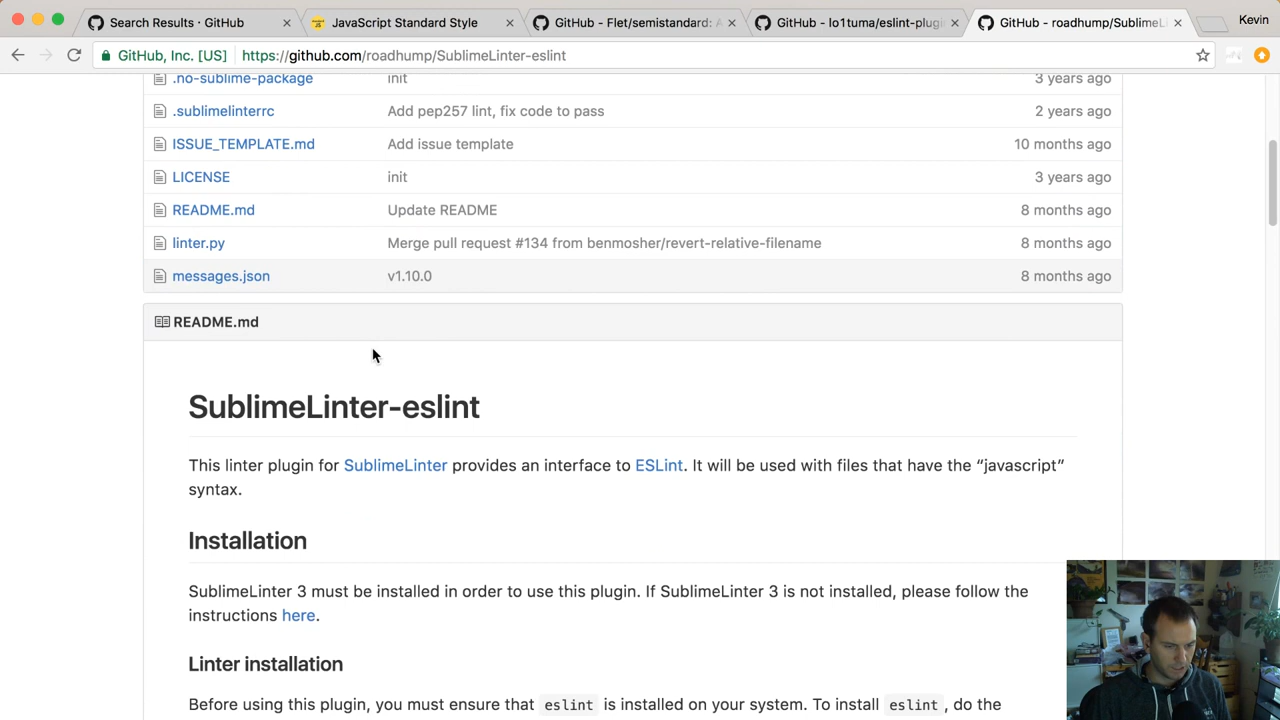 Search Results · GitHub
JavaScript Standard Style
GitHub - Flet/semistandard: A
GitHub - lo1tuma/eslint-plugin
GitHub - roadhump/SublimeLi
Kevin
GitHub, Inc. [US]
https://github.com/roadhump/SublimeLinter-eslint
.no-sublime-package init 3 years ago
.sublimelinterrc Add pep257 lint, fix code to pass 2 years ago
ISSUE_TEMPLATE.md Add issue template 10 months ago
LICENSE init 3 years ago
README.md Update README 8 months ago
linter.py Merge pull request #134 from benmosher/revert-relative-filename 8 months ago
messages.json v1.10.0 8 months ago
README.md
SublimeLinter-eslint
This linter plugin for SublimeLinter provides an interface to ESLint. It will be used with files that have the “javascript”
syntax.
Installation
SublimeLinter 3 must be installed in order to use this plugin. If SublimeLinter 3 is not installed, please follow the
instructions here.
Linter installation
Before using this plugin, you must ensure that eslint is installed on your system. To install eslint, do the